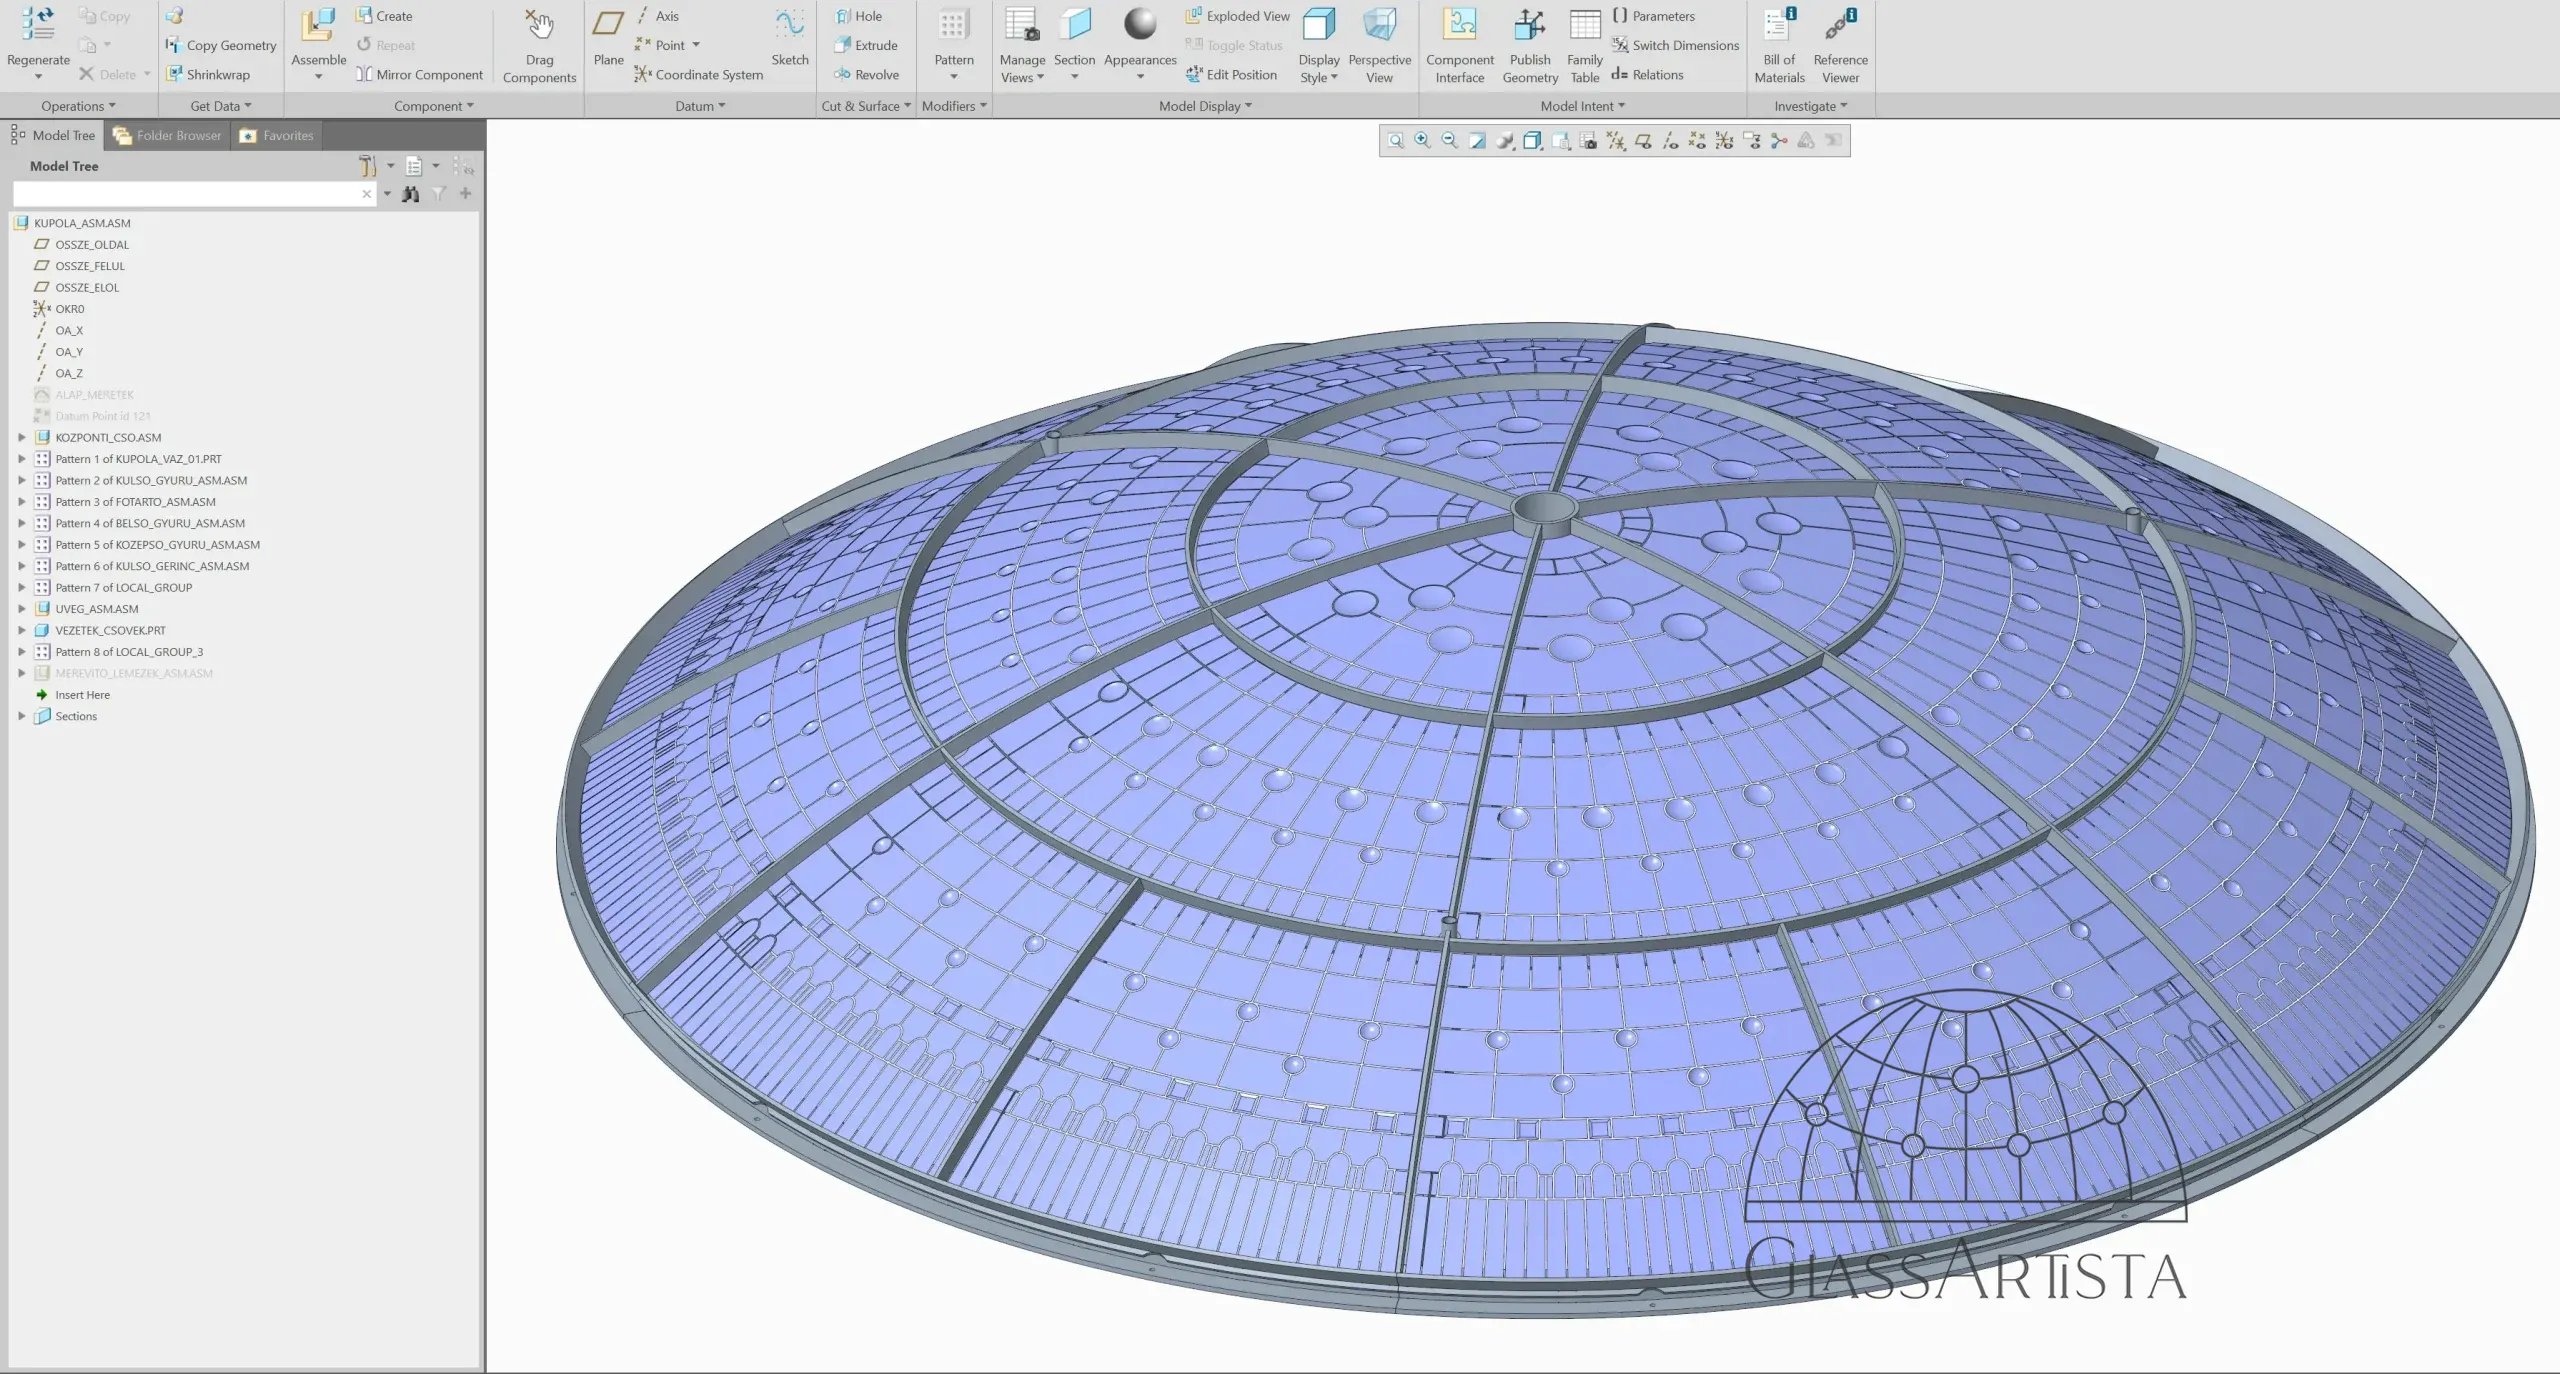 Regenerate
Copy
Delete
Operations
Copy Geometry
Shrinkwrap
Get Data
Assemble
Create
Repeat
Mirror Component
Component
Drag Components
Plane
Axis
Point
Coordinate System
Sketch
Datum
Hole
Extrude
Revolve
Cut & Surface
Pattern
Modifiers
Manage Views
Section
Appearances
Exploded View
Toggle Status
Edit Position
Display Style
Perspective View
Model Display
Component Interface
Publish Geometry
Family Table
Parameters
Switch Dimensions
Relations
Model Intent
Bill of Materials
Reference Viewer
Investigate
Model Tree
Folder Browser
Favorites
Model Tree
KUPOLA_ASM.ASM
OSSZE_OLDAL
OSSZE_FELUL
OSSZE_ELOL
OKR0
OA_X
OA_Y
OA_Z
ALAP_MERETEK
Datum Point id 121
KOZPONTI_CSO.ASM
Pattern 1 of KUPOLA_VAZ_01.PRT
Pattern 2 of KULSO_GYURU_ASM.ASM
Pattern 3 of FOTARTO_ASM.ASM
Pattern 4 of BELSO_GYURU_ASM.ASM
Pattern 5 of KOZEPSO_GYURU_ASM.ASM
Pattern 6 of KULSO_GERINC_ASM.ASM
Pattern 7 of LOCAL_GROUP
UVEG_ASM.ASM
VEZETEK_CSOVEK.PRT
Pattern 8 of LOCAL_GROUP_3
MEREVITO_LEMEZEK_ASM.ASM
Insert Here
Sections
GLASSARTISTA